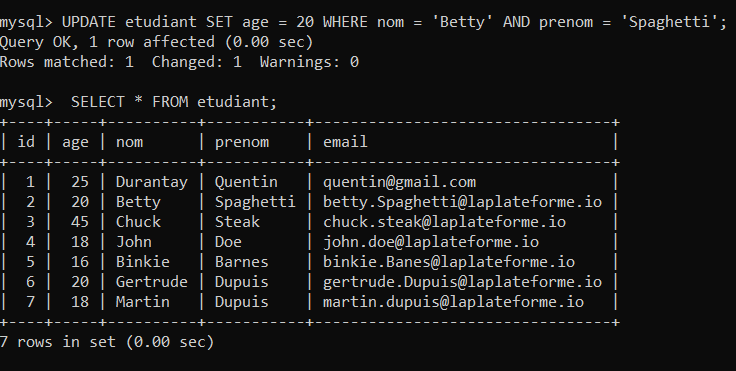 mysql> UPDATE etudiant SET age = 20 WHERE nom = 'Betty' AND prenom = 'Spaghetti';
Query OK, 1 row affected (0.00 sec)
Rows matched: 1  Changed: 1  Warnings: 0

mysql>  SELECT * FROM etudiant;
+----+-----+----------+-----------+--------------------------------+
| id | age | nom      | prenom    | email                          |
+----+-----+----------+-----------+--------------------------------+
|  1 |  25 | Durantay | Quentin   | quentin@gmail.com              |
|  2 |  20 | Betty    | Spaghetti | betty.Spaghetti@laplateforme.io |
|  3 |  45 | Chuck    | Steak     | chuck.steak@laplateforme.io    |
|  4 |  18 | John     | Doe       | john.doe@laplateforme.io       |
|  5 |  16 | Binkie   | Barnes    | binkie.Banes@laplateforme.io   |
|  6 |  20 | Gertrude | Dupuis    | gertrude.Dupuis@laplateforme.io |
|  7 |  18 | Martin   | Dupuis    | martin.dupuis@laplateforme.io  |
+----+-----+----------+-----------+--------------------------------+
7 rows in set (0.00 sec)